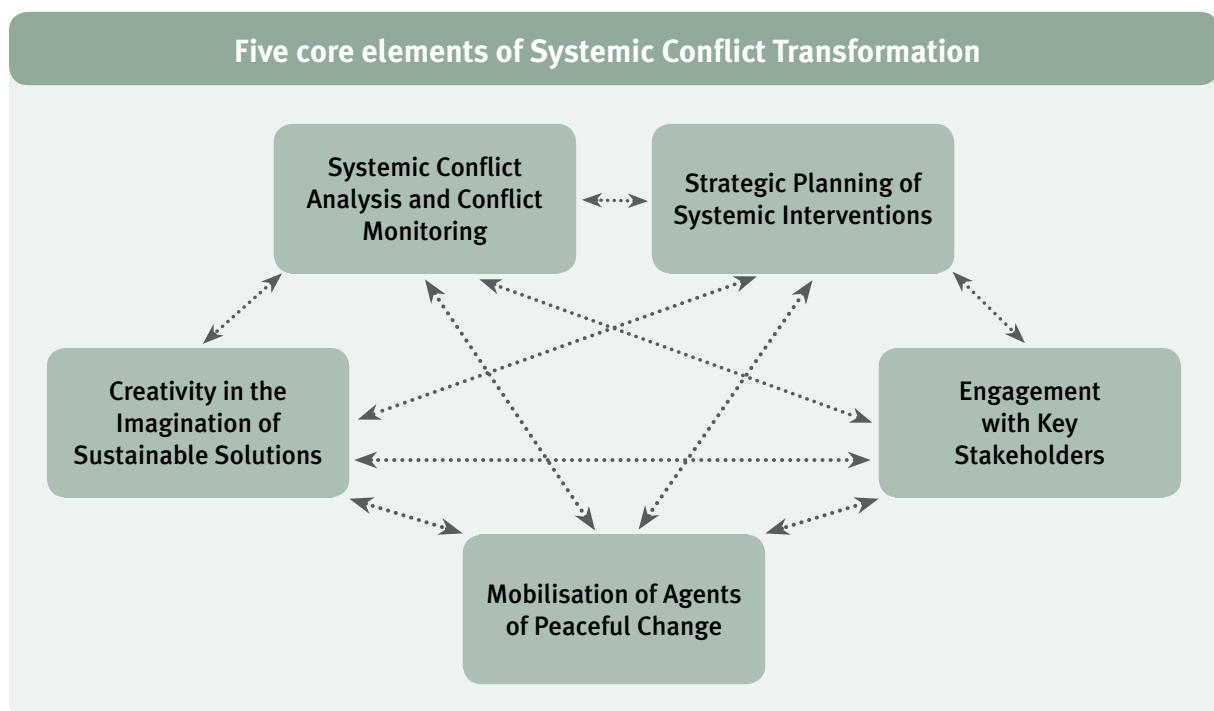 Five core elements of Systemic Conflict Transformation
Systemic Conflict
Analysis and Conflict
Monitoring
Strategic Planning of
Systemic Interventions
Creativity in the
Imagination of
Sustainable Solutions
Engagement
with Key
Stakeholders
Mobilisation of Agents
of Peaceful Change